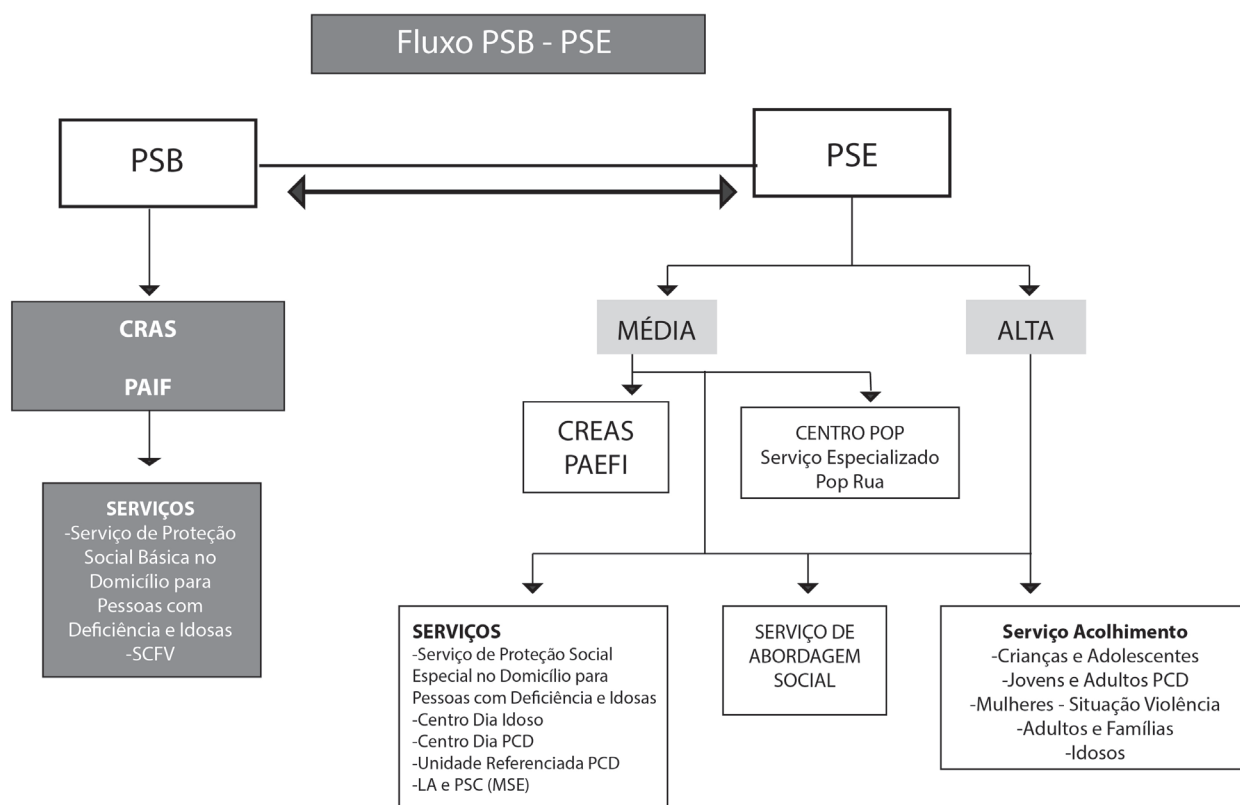 Fluxo PSB - PSE
PSB
PSE
CRAS
PAIF
MÉDIA
ALTA
CREAS
PAEFI
CENTRO POP
Serviço Especializado
Pop Rua
SERVIÇOS
-Serviço de Proteção
Social Básica no
Domicílio para
Pessoas com
Deficiência e Idosas
-SCFV
SERVIÇOS
-Serviço de Proteção Social
Especial no Domicílio para
Pessoas com Deficiência e Idosas
-Centro Dia Idoso
-Centro Dia PCD
-Unidade Referenciada PCD
-LA e PSC (MSE)
SERVIÇO DE
ABORDAGEM
SOCIAL
Serviço Acolhimento
-Crianças e Adolescentes
-Jovens e Adultos PCD
-Mulheres - Situação Violência
-Adultos e Famílias
-Idosos